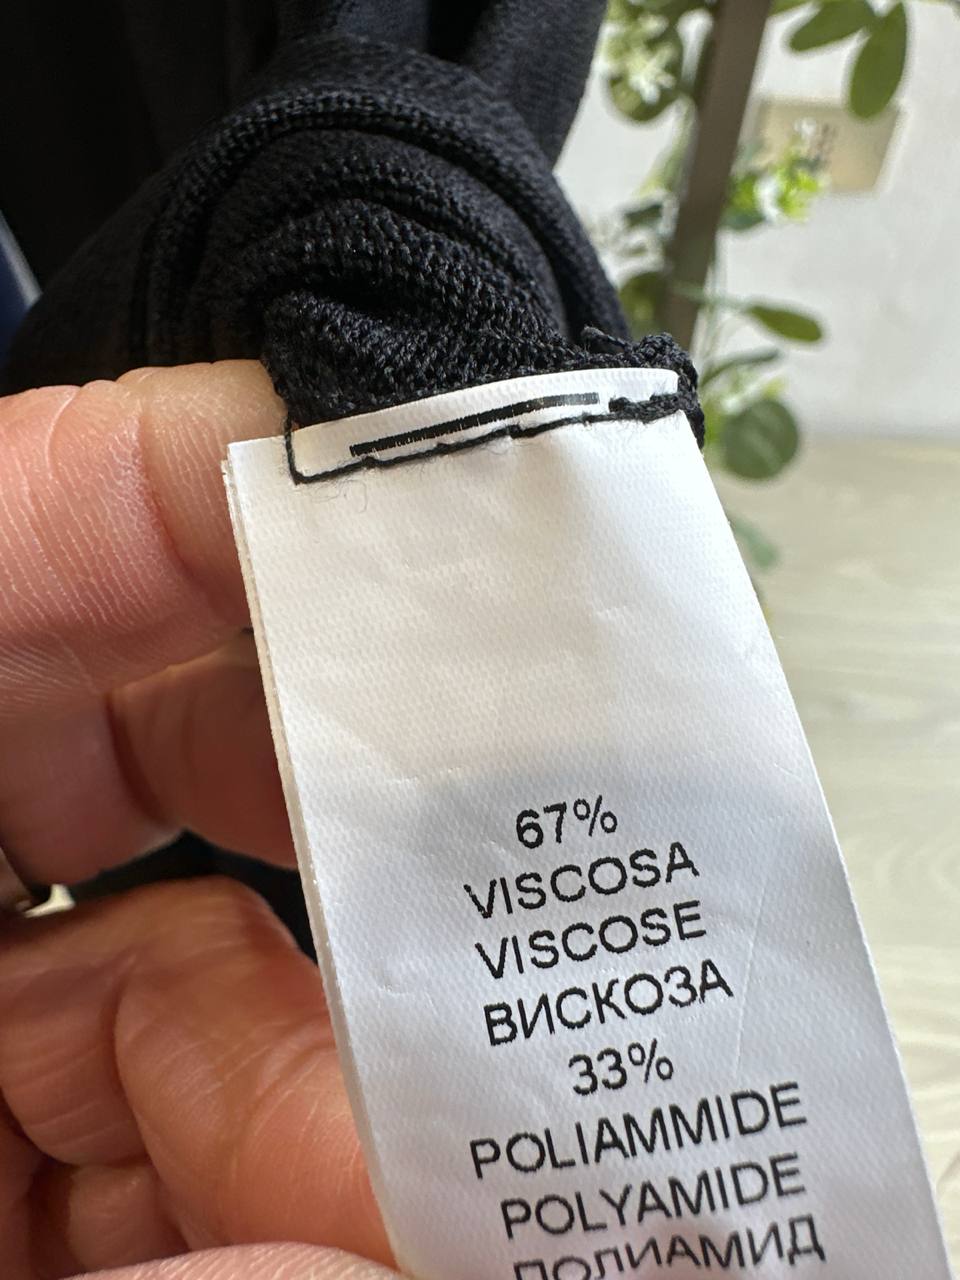 67%
VISCOSA
VISCOSE
ВИСКОЗА
33%
POLIAMMIDE
POLYAMIDE
ПОЛИАМИД